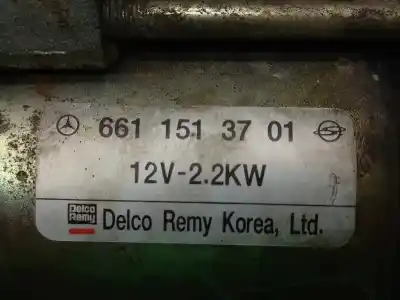 661 151 37 01
12V-2.2KW
Delco Remy
Delco Remy Korea, Ltd.